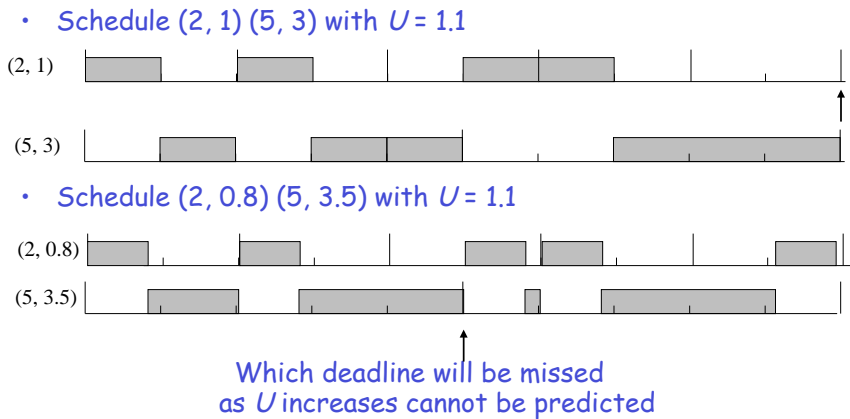 • Schedule (2, 1) (5, 3) with U = 1.1
(2, 1)
(5, 3)
• Schedule (2, 0.8) (5, 3.5) with U = 1.1
(2, 0.8)
(5, 3.5)
Which deadline will be missed
as U increases cannot be predicted